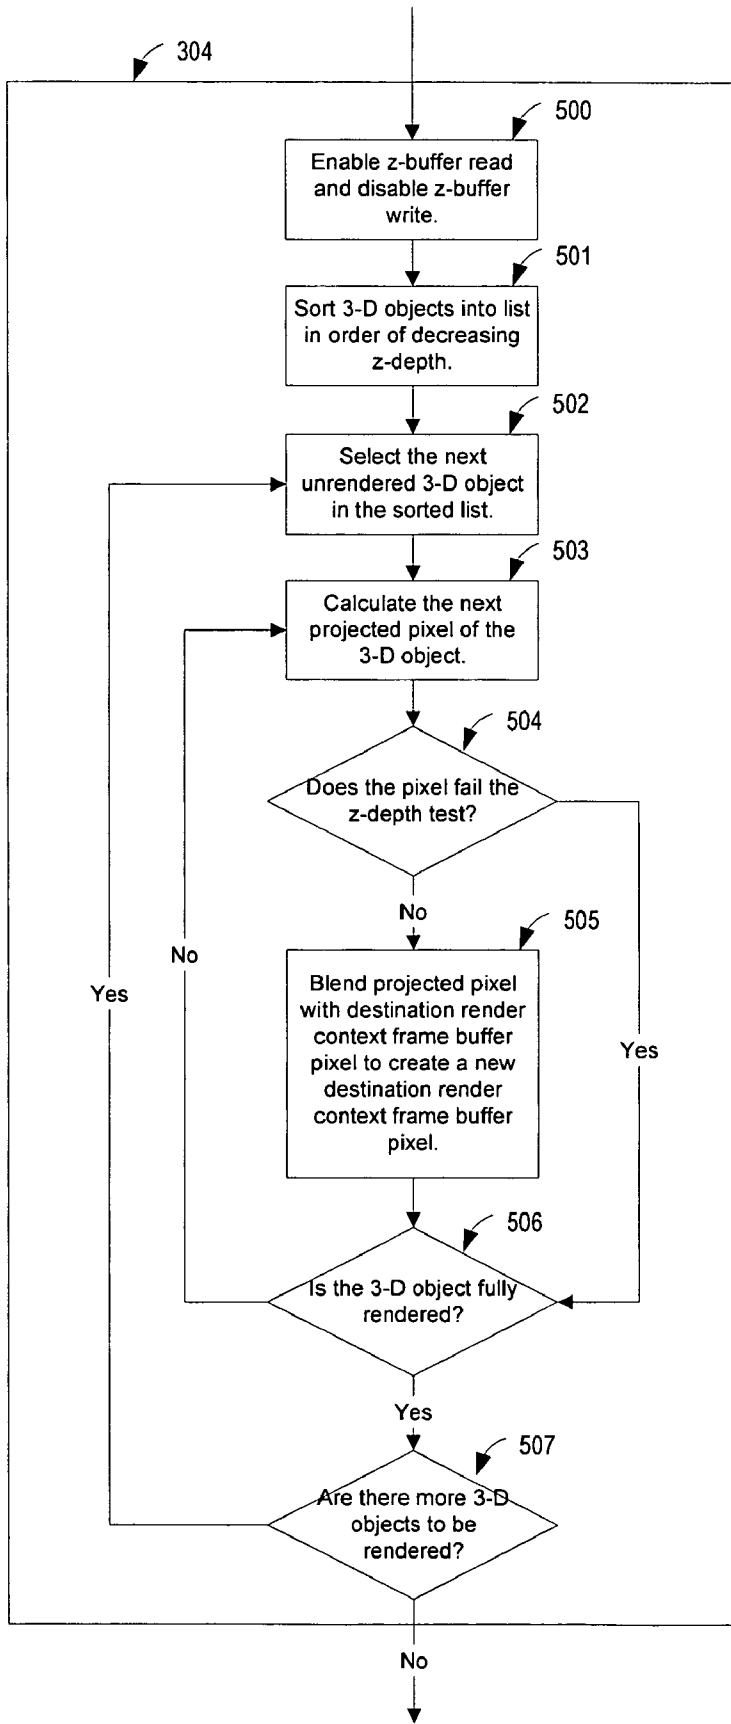 304
500
Enable z-buffer read
and disable z-buffer
write.
501
Sort 3-D objects into list
in order of decreasing
z-depth.
502
Select the next
unrendered 3-D object
in the sorted list.
503
Calculate the next
projected pixel of the
3-D object.
504
Does the pixel fail the
z-depth test?
No
505
No
Yes
Blend projected pixel
with destination render
context frame buffer
pixel to create a new
destination render
context frame buffer
pixel.
Yes
506
Is the 3-D object fully
rendered?
Yes
507
Are there more 3-D
objects to be
rendered?
No